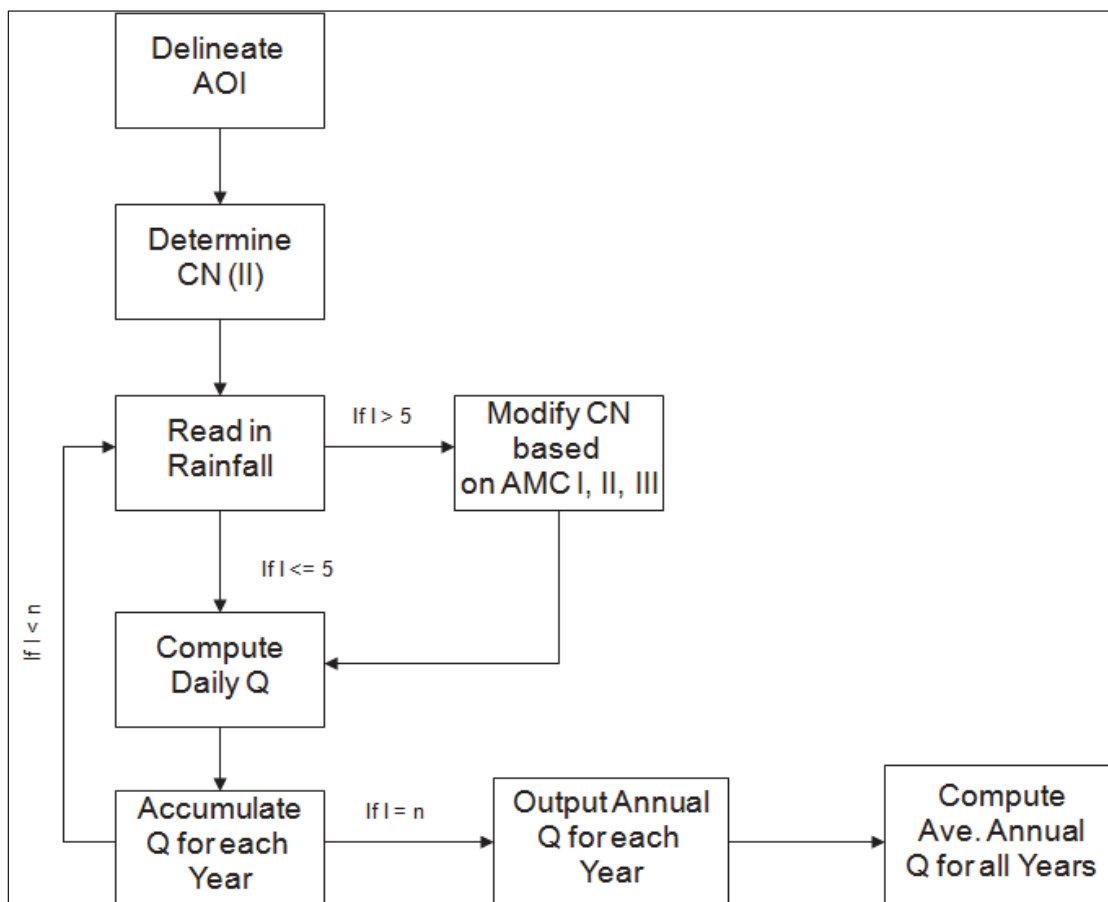 Delineate
AOI
Determine
CN (II)
Read in
Rainfall
If I > 5
Modify CN
based
on AMC I, II, III
If I <= 5
If I < n
Compute
Daily Q
Accumulate
Q for each
Year
If I = n
Output Annual
Q for each
Year
Compute
Ave. Annual
Q for all Years